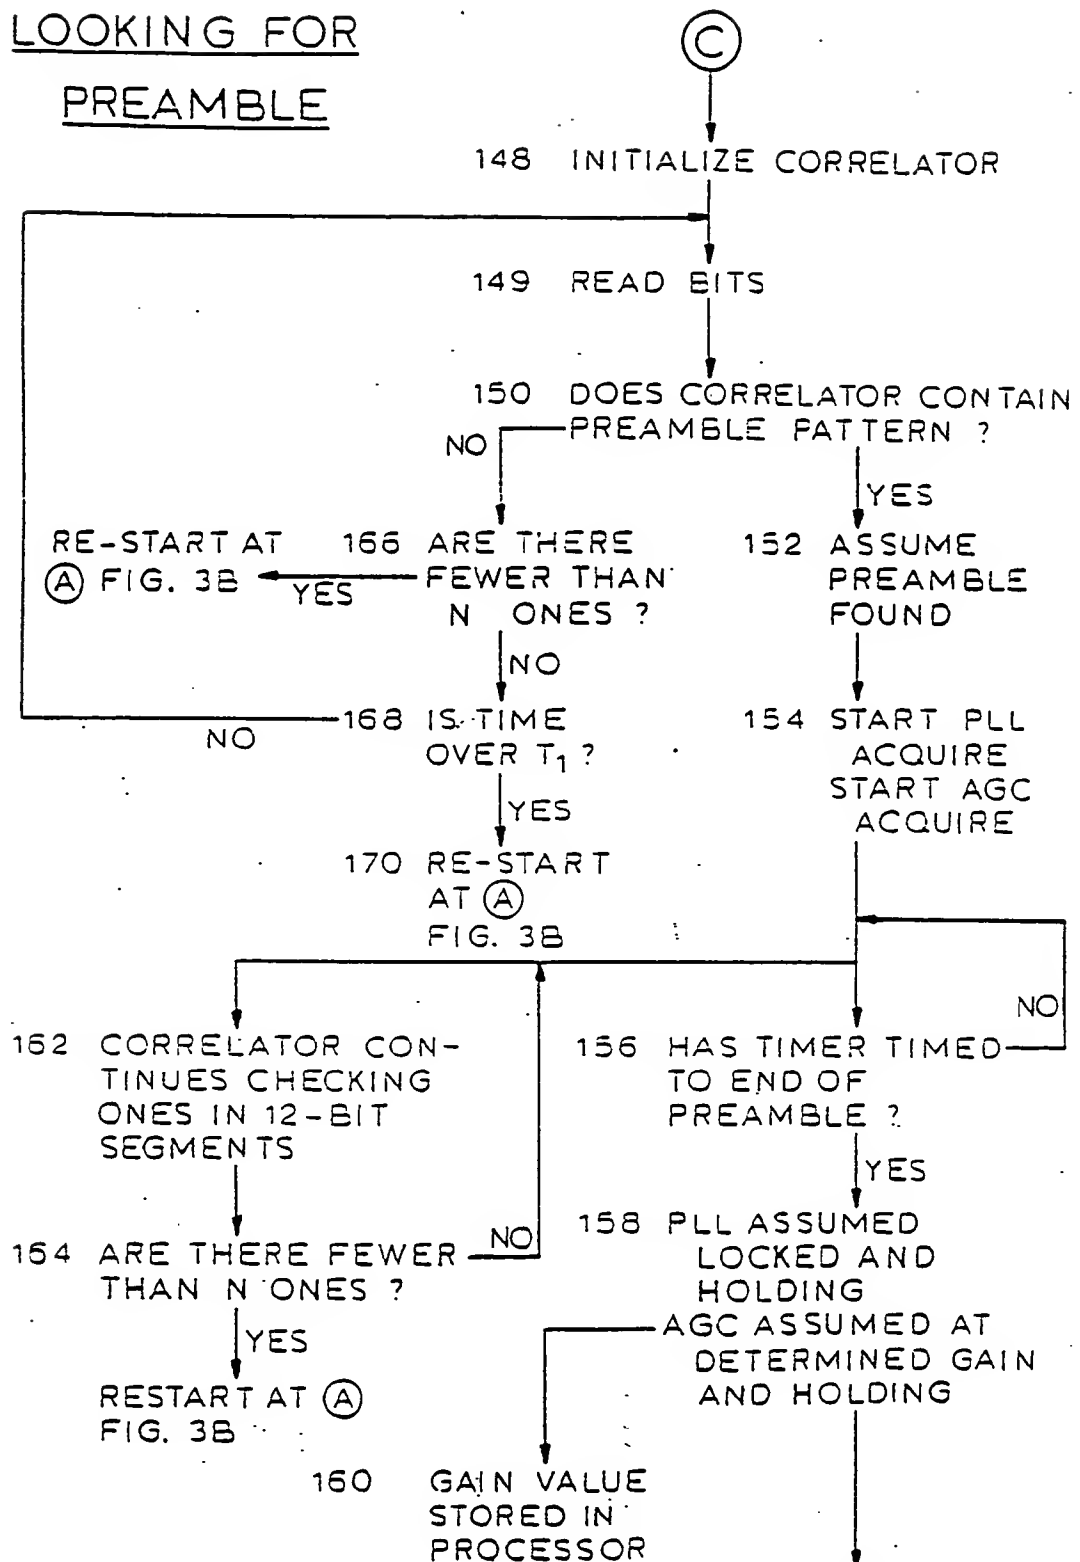 LOOKING FOR
PREAMBLE
C
148 INITIALIZE CORRELATOR
149 READ BITS
150 DOES CORRELATOR CONTAIN
PREAMBLE PATTERN ?
NO
YES
RE-START AT
A FIG. 3B
YES
166 ARE THERE
FEWER THAN
N ONES ?
152 ASSUME
PREAMBLE
FOUND
NO
NO
168 IS TIME
OVER T1 ?
154 START PLL
ACQUIRE
START AGC
ACQUIRE
YES
170 RE-START
AT A
FIG. 3B
NO
162 CORRELATOR CON-
TINUES CHECKING
ONES IN 12-BIT
SEGMENTS
156 HAS TIMER TIMED
TO END OF
PREAMBLE ?
YES
164 ARE THERE FEWER
THAN N ONES ?
NO
158 PLL ASSUMED
LOCKED AND
HOLDING
AGC ASSUMED AT
DETERMINED GAIN
AND HOLDING
YES
RESTART AT A
FIG. 3B
160 GAIN VALUE
STORED IN
PROCESSOR